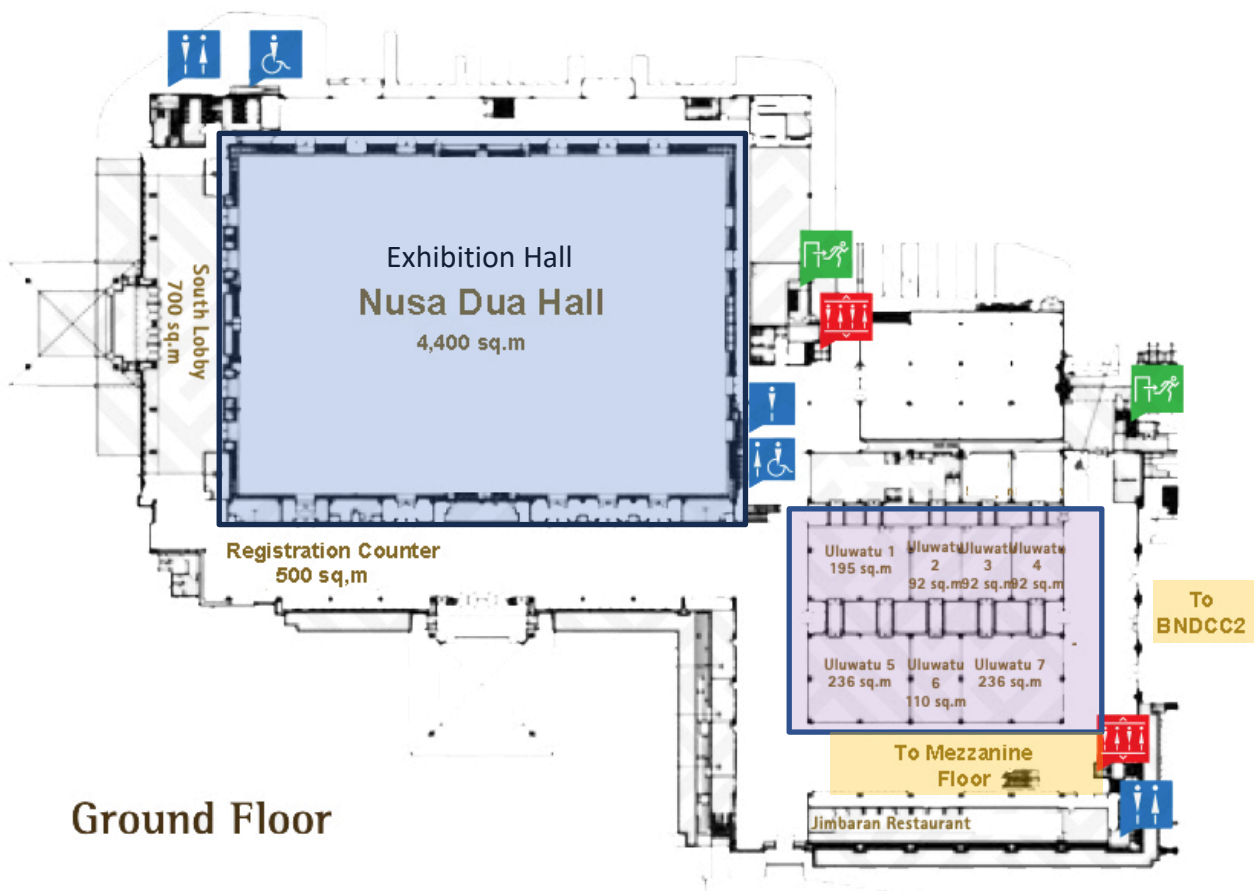 South Lobby
700 sq.m
Exhibition Hall
Nusa Dua Hall
4,400 sq.m
Registration Counter
500 sq,m
Uluwatu 1
195 sq.m
Uluwatu
2
92 sq.m
Uluwatu
3
92 sq.m
Uluwatu
4
92 sq.m
Uluwatu 5
236 sq.m
Uluwatu
6
110 sq.m
Uluwatu 7
236 sq.m
To
BNDCC2
To Mezzanine
Floor
Jimbaran Restaurant
Ground Floor